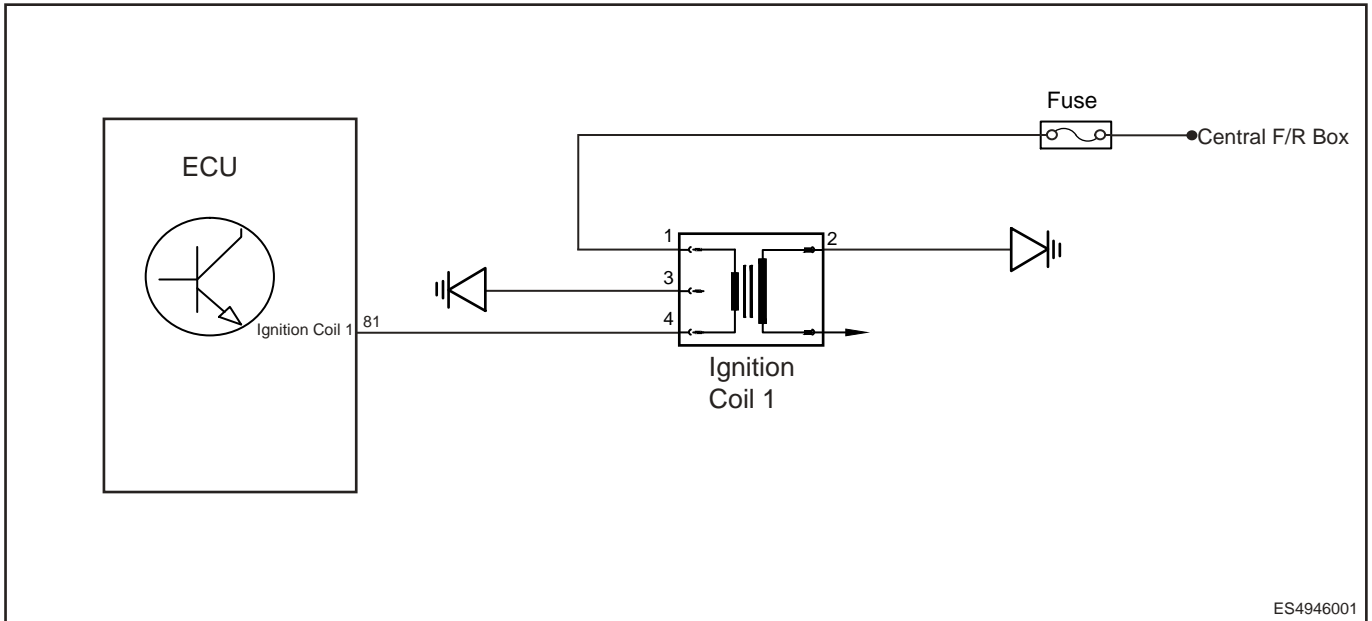 Fuse
Central F/R Box
ECU
1
2
3
4
Ignition Coil 1
81
Ignition
Coil 1
ES4946001